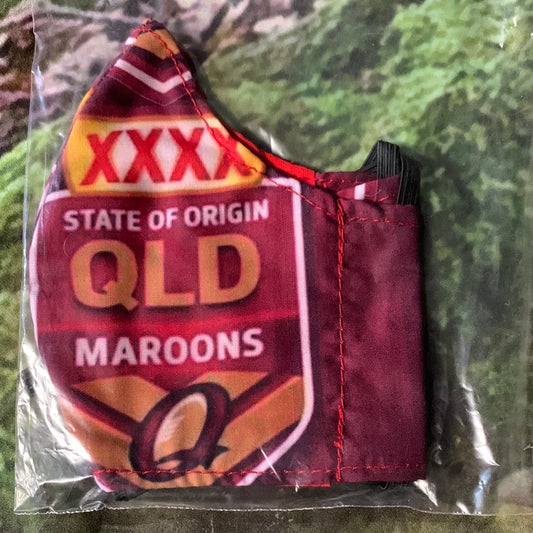 XXXX
STATE OF ORIGIN
QLD
MAROONS
Q